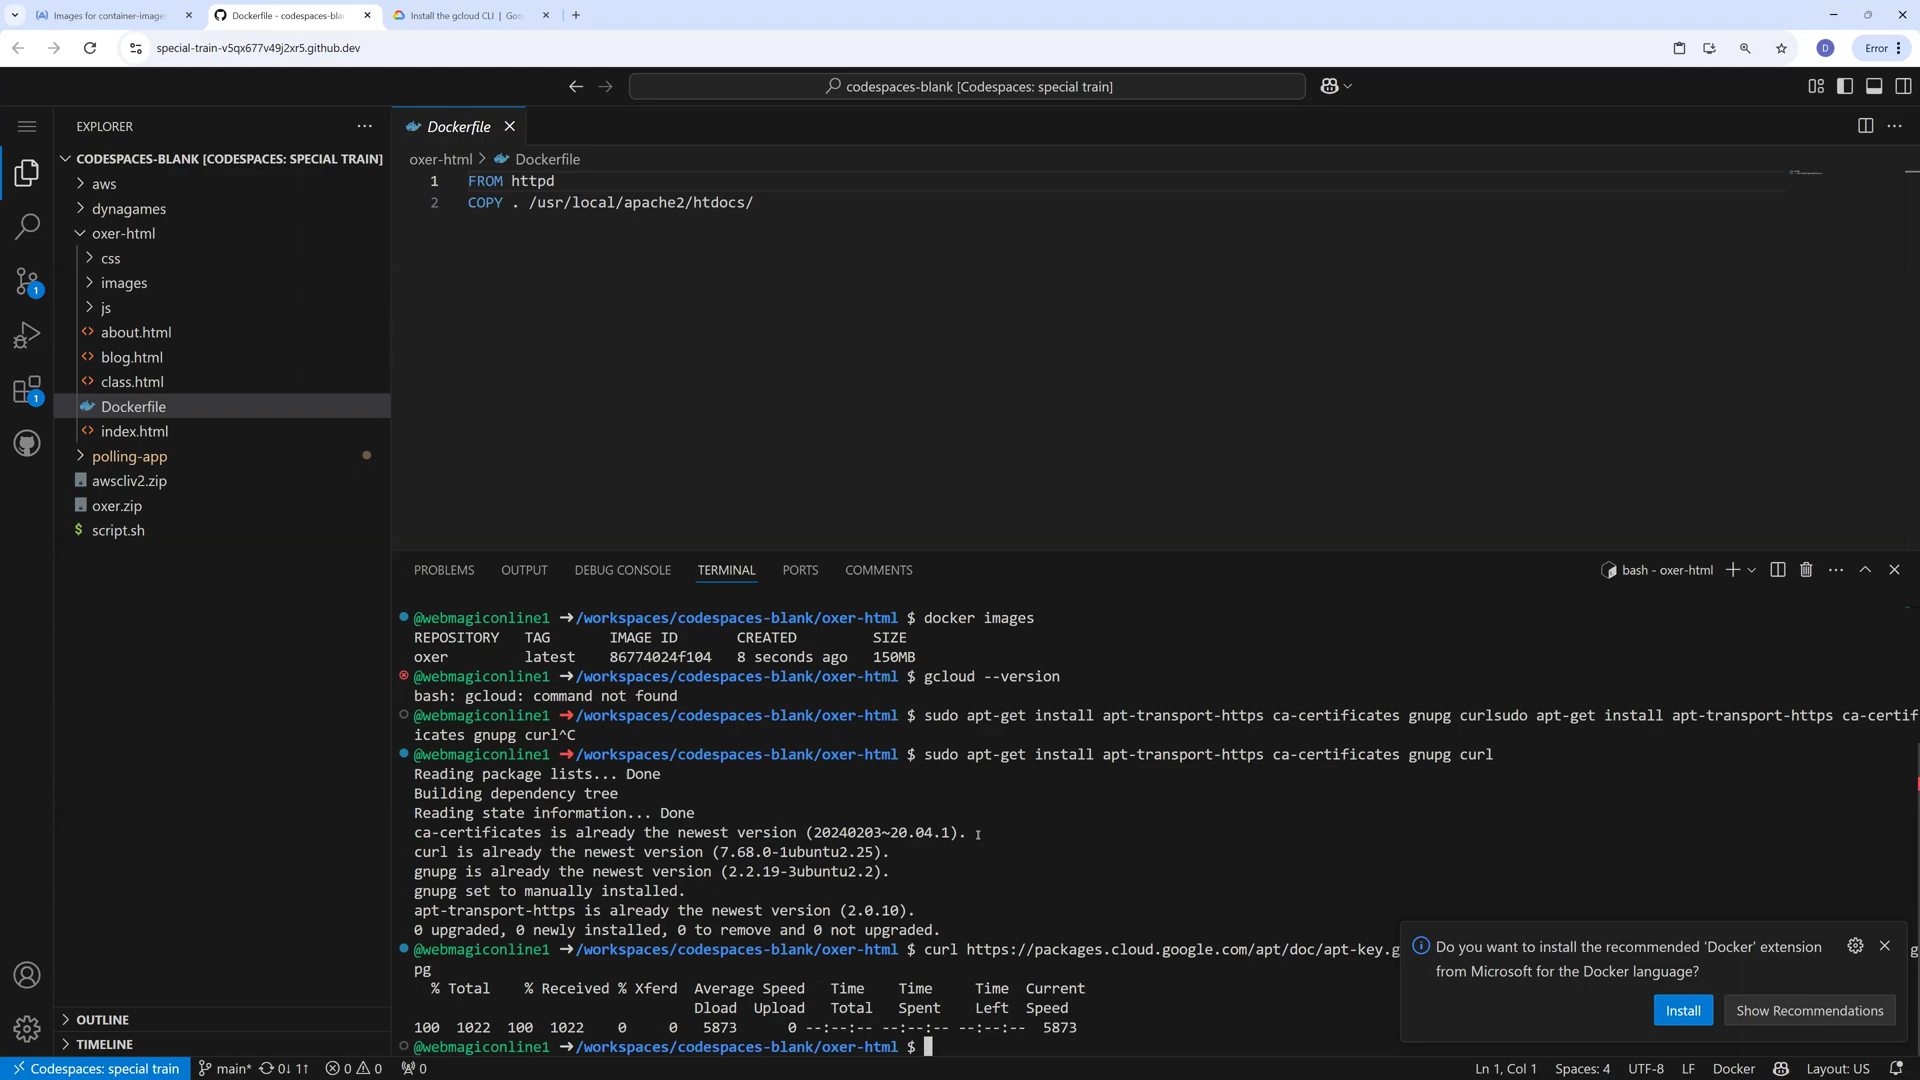 Images for container-image
Dockerfile - codespaces-bla
Install the gcloud CLI | Goo
special-train-v5qx677v49j2xr5.github.dev
D
Error
codespaces-blank [Codespaces: special train]
EXPLORER
Dockerfile
CODESPACES-BLANK [CODESPACES: SPECIAL TRAIN]
oxer-html > Dockerfile
1 FROM httpd
2 COPY . /usr/local/apache2/htdocs/
aws
dynagames
oxer-html
css
images
js
about.html
blog.html
class.html
Dockerfile
index.html
polling-app
awscliv2.zip
oxer.zip
$ script.sh
1
1
OUTLINE
TIMELINE
PROBLEMS OUTPUT DEBUG CONSOLE TERMINAL PORTS COMMENTS
bash - oxer-html
@webmagiconline1 ➜/workspaces/codespaces-blank/oxer-html $ docker images
REPOSITORY TAG IMAGE ID CREATED SIZE
oxer latest 86774024f104 8 seconds ago 150MB
@webmagiconline1 ➜/workspaces/codespaces-blank/oxer-html $ gcloud --version
bash: gcloud: command not found
@webmagiconline1 ➜/workspaces/codespaces-blank/oxer-html $ sudo apt-get install apt-transport-https ca-certificates gnupg curlsudo apt-get install apt-transport-https ca-certif
icates gnupg curl^C
@webmagiconline1 ➜/workspaces/codespaces-blank/oxer-html $ sudo apt-get install apt-transport-https ca-certificates gnupg curl
Reading package lists... Done
Building dependency tree
Reading state information... Done
ca-certificates is already the newest version (20240203~20.04.1).
curl is already the newest version (7.68.0-1ubuntu2.25).
gnupg is already the newest version (2.2.19-3ubuntu2.2).
gnupg set to manually installed.
apt-transport-https is already the newest version (2.0.10).
0 upgraded, 0 newly installed, 0 to remove and 0 not upgraded.
@webmagiconline1 ➜/workspaces/codespaces-blank/oxer-html $ curl https://packages.cloud.google.com/apt/doc/apt-key.g
pg
% Total % Received % Xferd Average Speed Time Time Time Current
Dload Upload Total Spent Left Speed
100 1022 100 1022 0 0 5873 0 --:--:-- --:--:-- --:--:-- 5873
@webmagiconline1 ➜/workspaces/codespaces-blank/oxer-html $
Do you want to install the recommended 'Docker' extension
from Microsoft for the Docker language?
Install
Show Recommendations
Codespaces: special train
main*
0↓ 1↑
0
0
0
Ln 1, Col 1
Spaces: 4
UTF-8
LF
Docker
Layout: US